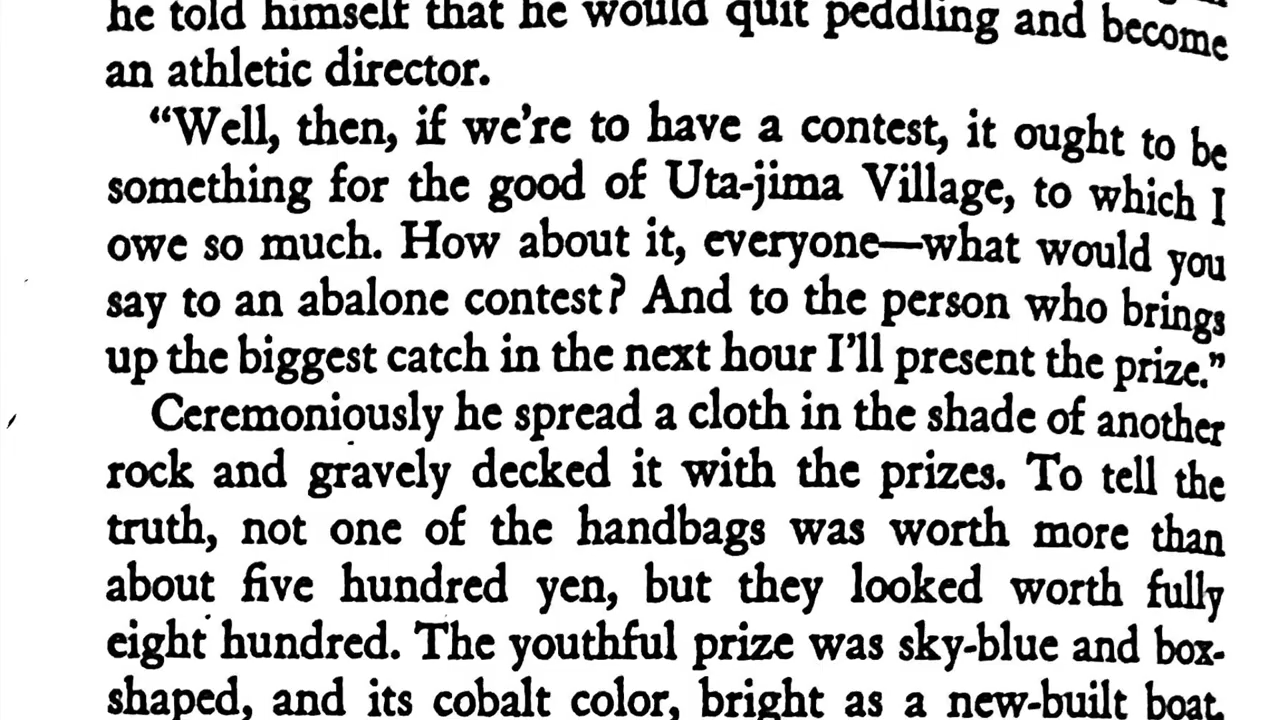 he told himself that he would quit peddling and become
an athletic director.
“Well, then, if we’re to have a contest, it ought to be
something for the good of Uta-jima Village, to which I
owe so much. How about it, everyone—what would you
say to an abalone contest? And to the person who brings
up the biggest catch in the next hour I’ll present the prize.”
Ceremoniously he spread a cloth in the shade of another
rock and gravely decked it with the prizes. To tell the
truth, not one of the handbags was worth more than
about five hundred yen, but they looked worth fully
eight hundred. The youthful prize was sky-blue and box-
shaped, and its cobalt color, bright as a new-built boat,